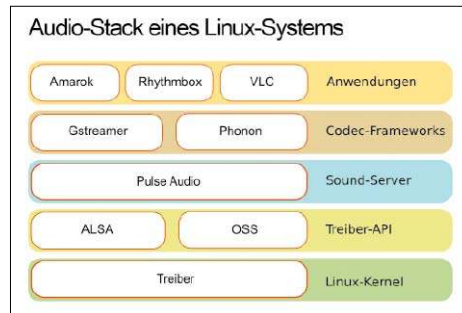 Audio-Stack eines Linux-Systems
Amarok Rhythmbox VLC Anwendungen
Gstreamer Phonon Codec-Frameworks
Pulse Audio Sound-Server
ALSA OSS Treiber-API
Treiber Linux-Kernel